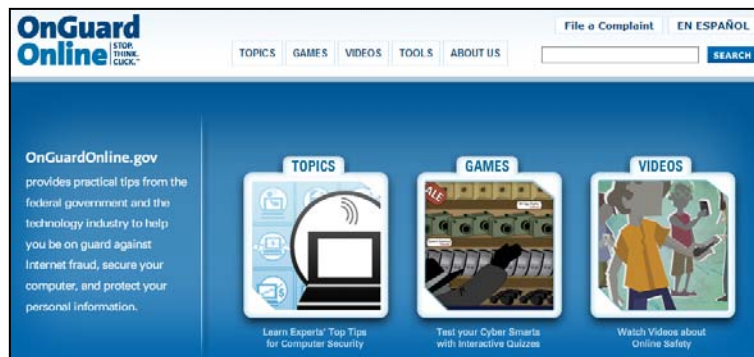 OnGuard
Online
STOP.
THINK.
CLICK.™
File a Complaint
EN ESPAÑOL
TOPICS
GAMES
VIDEOS
TOOLS
ABOUT US
SEARCH
OnGuardOnline.gov
provides practical tips from the
federal government and the
technology industry to help
you be on guard against
Internet fraud, secure your
computer, and protect your
personal information.
TOPICS
Learn Experts' Top Tips
for Computer Security
GAMES
SALE
Test your Cyber Smarts
with Interactive Quizzes
VIDEOS
Watch Videos about
Online Safety